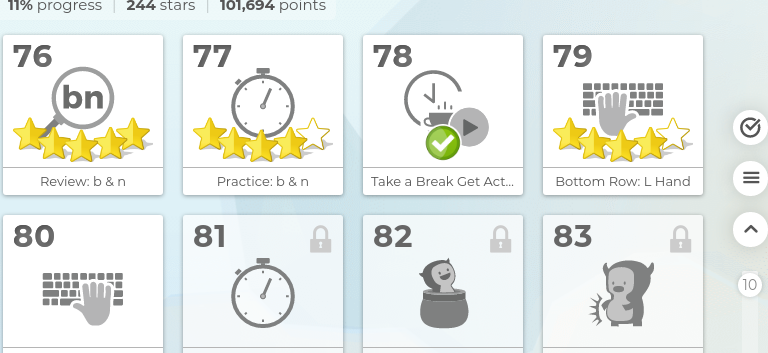 11% progress | 244 stars | 101,694 points
76 77 78 79
bn
Review: b & n Practice: b & n Take a Break Get Act... Bottom Row: L Hand
80 81 82 83
10